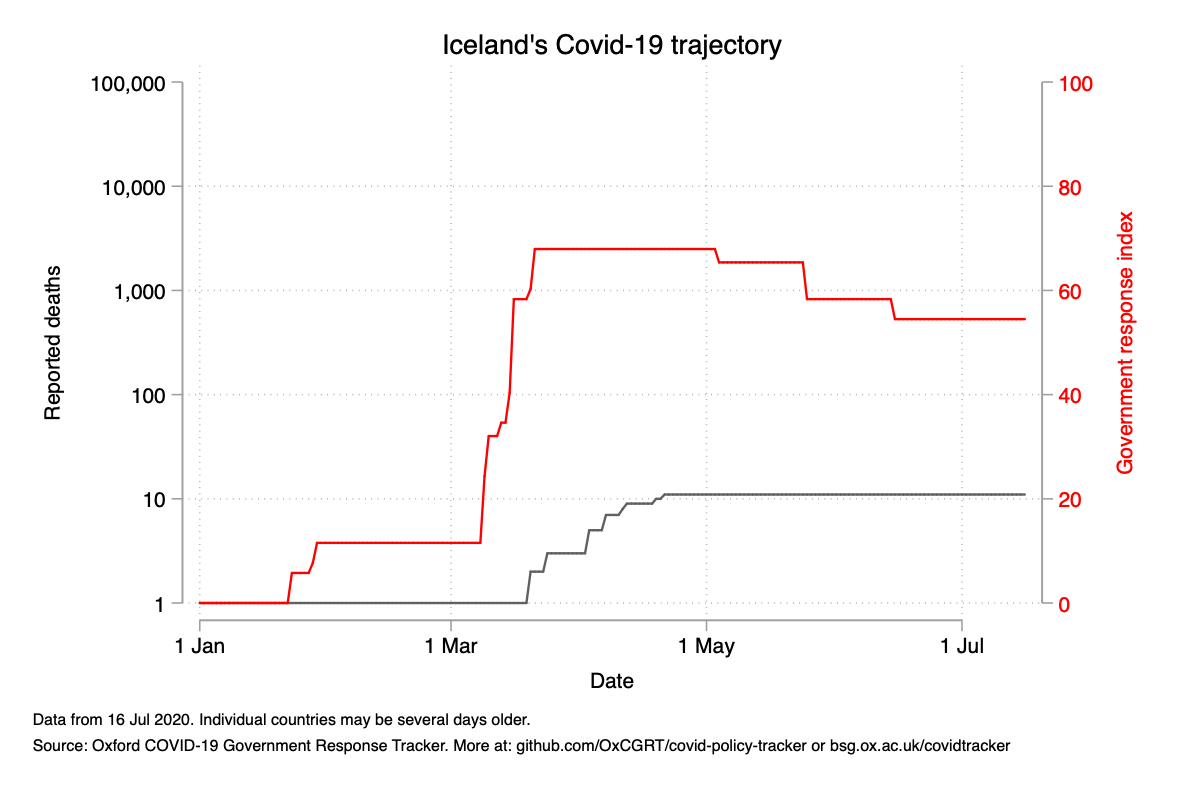 Iceland's Covid-19 trajectory
100,000
10,000
1,000
100
10
1
Reported deaths
100
80
60
40
20
0
Government response index
1 Jan
1 Mar
1 May
1 Jul
Date
Data from 16 Jul 2020. Individual countries may be several days older.
Source: Oxford COVID-19 Government Response Tracker. More at: github.com/OxCGRT/covid-policy-tracker or bsg.ox.ac.uk/covidtracker